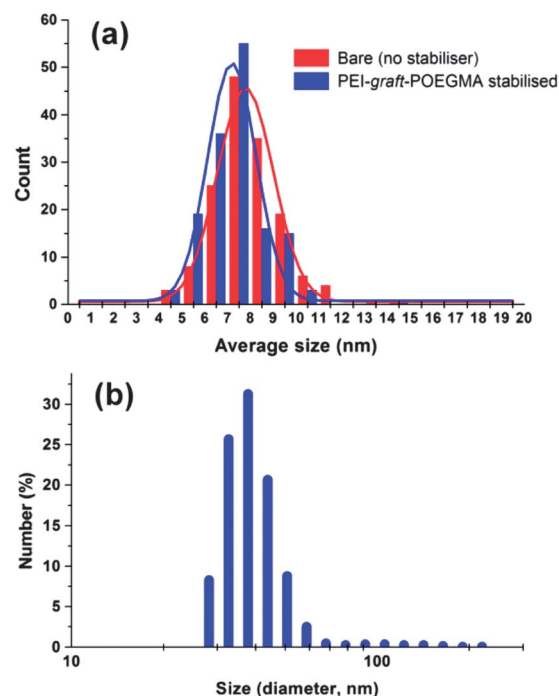 (a)
Bare (no stabiliser)
PEI-graft-POEGMA stabilised
60
50
40
30
20
10
0
Count
0 1 2 3 4 5 6 7 8 9 10 11 12 13 14 15 16 17 18 19 20
Average size (nm)
(b)
30
25
20
15
10
5
0
Number (%)
10 100
Size (diameter, nm)